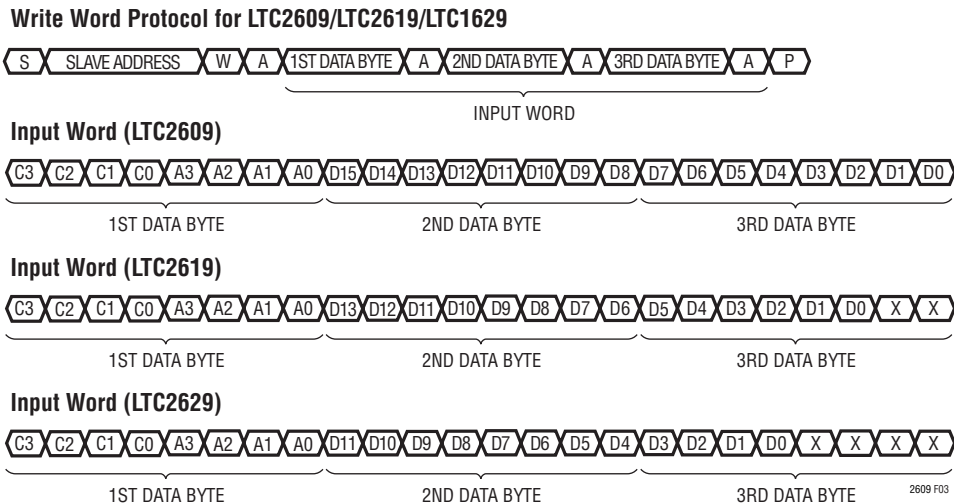 Write Word Protocol for LTC2609/LTC2619/LTC1629
S SLAVE ADDRESS W A 1ST DATA BYTE A 2ND DATA BYTE A 3RD DATA BYTE A P
INPUT WORD
Input Word (LTC2609)
C3 C2 C1 C0 A3 A2 A1 A0 D15 D14 D13 D12 D11 D10 D9 D8 D7 D6 D5 D4 D3 D2 D1 D0
1ST DATA BYTE 2ND DATA BYTE 3RD DATA BYTE
Input Word (LTC2619)
C3 C2 C1 C0 A3 A2 A1 A0 D13 D12 D11 D10 D9 D8 D7 D6 D5 D4 D3 D2 D1 D0 X X
1ST DATA BYTE 2ND DATA BYTE 3RD DATA BYTE
Input Word (LTC2629)
C3 C2 C1 C0 A3 A2 A1 A0 D11 D10 D9 D8 D7 D6 D5 D4 D3 D2 D1 D0 X X X X
1ST DATA BYTE 2ND DATA BYTE 3RD DATA BYTE 2609 F03